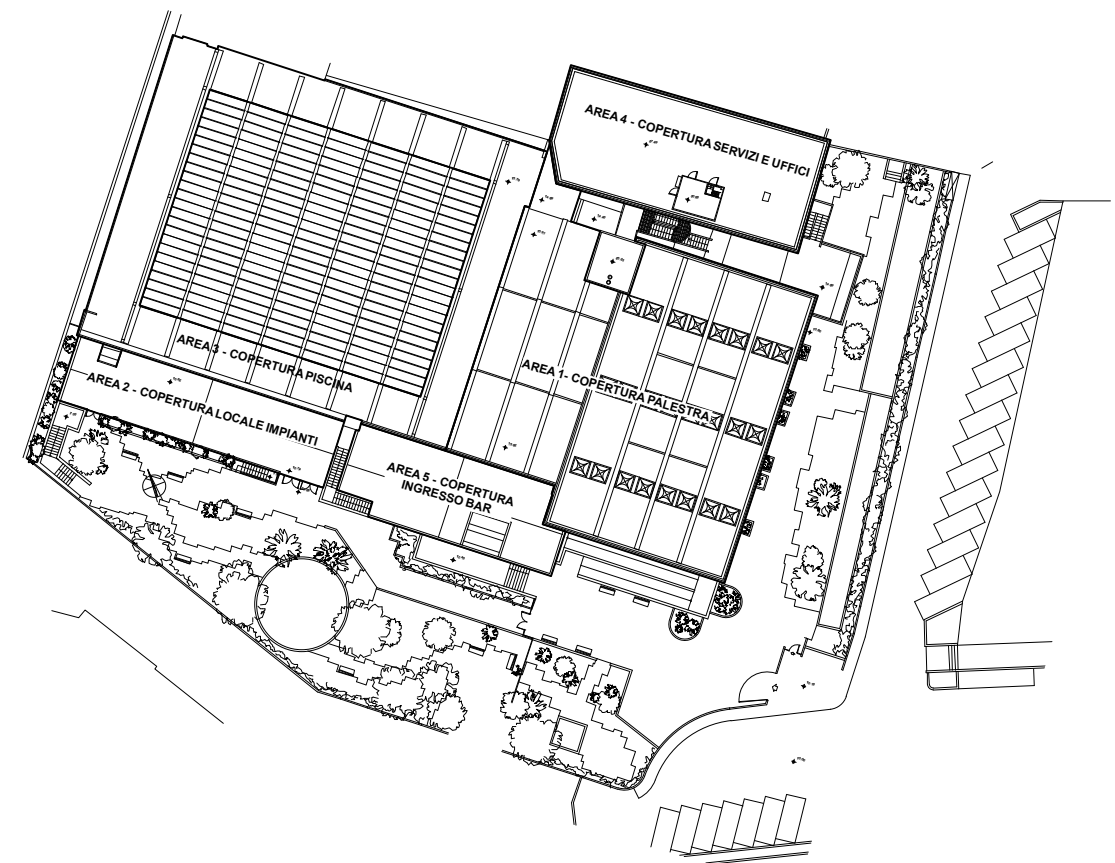 AREA 4 - COPERTURA SERVIZI E UFFICI
AREA 3 - COPERTURA PISCINA
AREA 1- COPERTURA PALESTRA
AREA 2 - COPERTURA LOCALE IMPIANTI
AREA 5 - COPERTURA
INGRESSO BAR